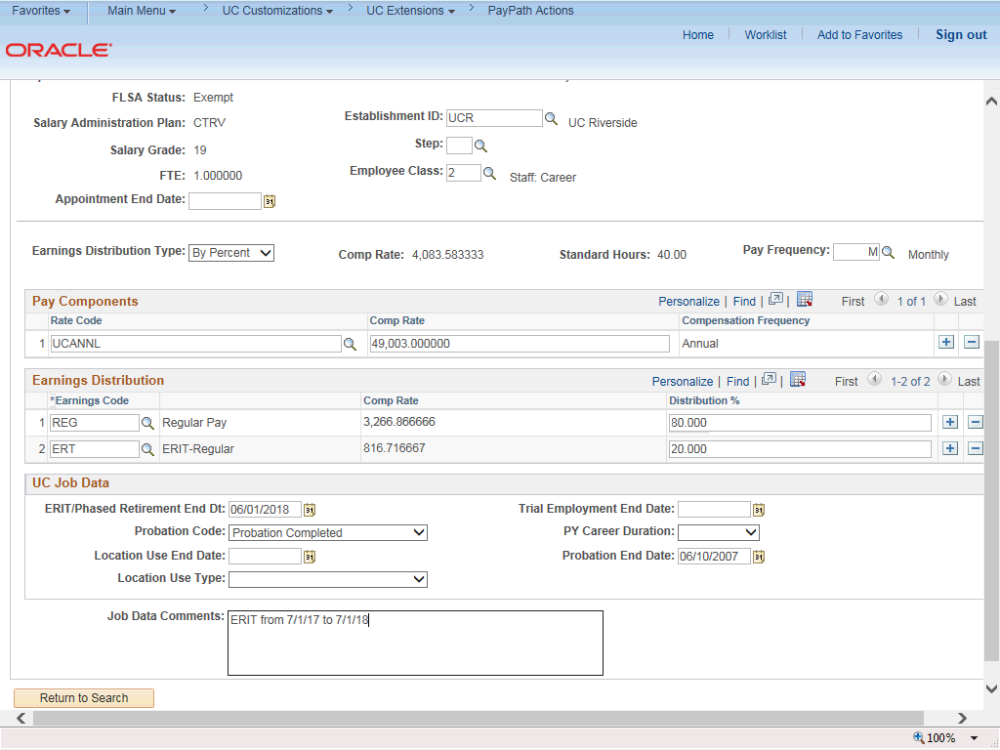 Favorites Main Menu > UC Customizations > UC Extensions > PayPath Actions
Home Worklist Add to Favorites Sign out
ORACLE
FLSA Status: Exempt
Establishment ID: UCR UC Riverside
Salary Administration Plan: CTRV
Step:
Salary Grade: 19
Employee Class: 2 Staff: Career
FTE: 1.000000
Appointment End Date: 31
Earnings Distribution Type: By Percent Comp Rate: 4,083.583333 Standard Hours: 40.00 Pay Frequency: M Monthly
Pay Components Personalize | Find | | First 1 of 1 Last
Rate Code Comp Rate Compensation Frequency
1 UCANNL 49,003.000000 Annual + −
Earnings Distribution Personalize | Find | | First 1-2 of 2 Last
*Earnings Code Comp Rate Distribution %
1 REG Regular Pay 3,266.866666 80.000 + −
2 ERT ERIT-Regular 816.716667 20.000 + −
UC Job Data
ERIT/Phased Retirement End Dt: 06/01/2018 31 Trial Employment End Date: 31
Probation Code: Probation Completed PY Career Duration:
Location Use End Date: 31 Probation End Date: 06/10/2007 31
Location Use Type:
Job Data Comments: ERIT from 7/1/17 to 7/1/18
Return to Search
100%